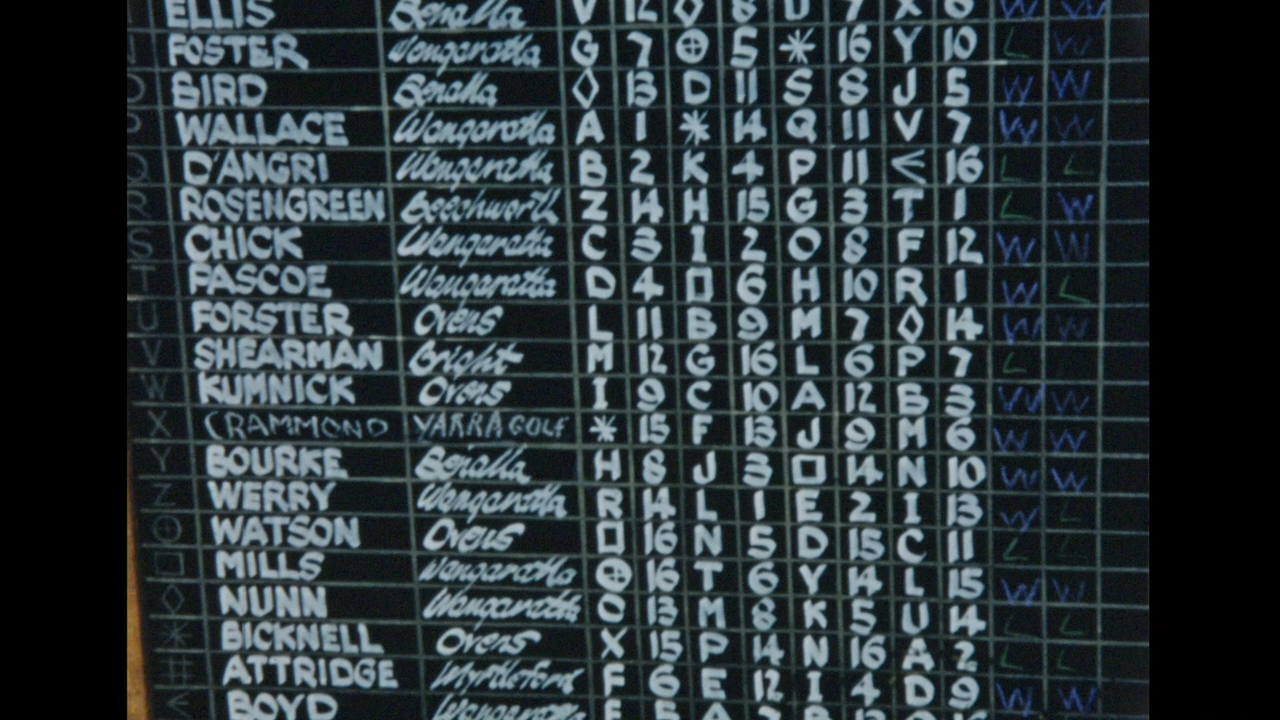 ELLIS Benalla V 12 ◇ 8 U 7 X 6 W W
N FOSTER Wangaratta G 7 ⊕ 5 * 16 Y 10 L W
O BIRD Benalla ◇ 13 D 11 S 8 J 5 W W
P WALLACE Wangaratta A 1 * 14 Q 11 V 7 W W
Q D'ANGRI Wangaratta B 2 K 4 P 11 < 16 L L
R ROSENGREEN Beechworth Z 14 H 15 G 3 T 1 L W
S CHICK Wangaratta C 3 I 2 O 8 F 12 W W
T PASCOE Wangaratta D 4 □ 6 H 10 R 1 W L
U FORSTER Ovens L 11 B 9 M 7 ◇ 14 W W
V SHEARMAN Bright M 12 G 16 L 6 P 7 L
W KUMNICK Ovens I 9 C 10 A 12 B 3 W W
X CRAMMOND YARRAGOLF * 15 F 13 J 9 M 6 W W
Y BOURKE Benalla H 8 J 3 □ 14 N 10 W W
Z WERRY Wangaratta R 14 L 1 E 2 I 13 W L
⊕ WATSON Ovens □ 16 N 5 D 15 C 11 L L
□ MILLS Wangaratta ⊕ 16 T 6 Y 14 L 15 W W
◇ NUNN Wangaratta O 13 M 8 K 5 U 14 L L
* BICKNELL Ovens X 15 P 14 N 16 A 2 L L
# ATTRIDGE Myrtleford F 6 E 12 I 4 D 9 W W
< BOYD Wangaratta